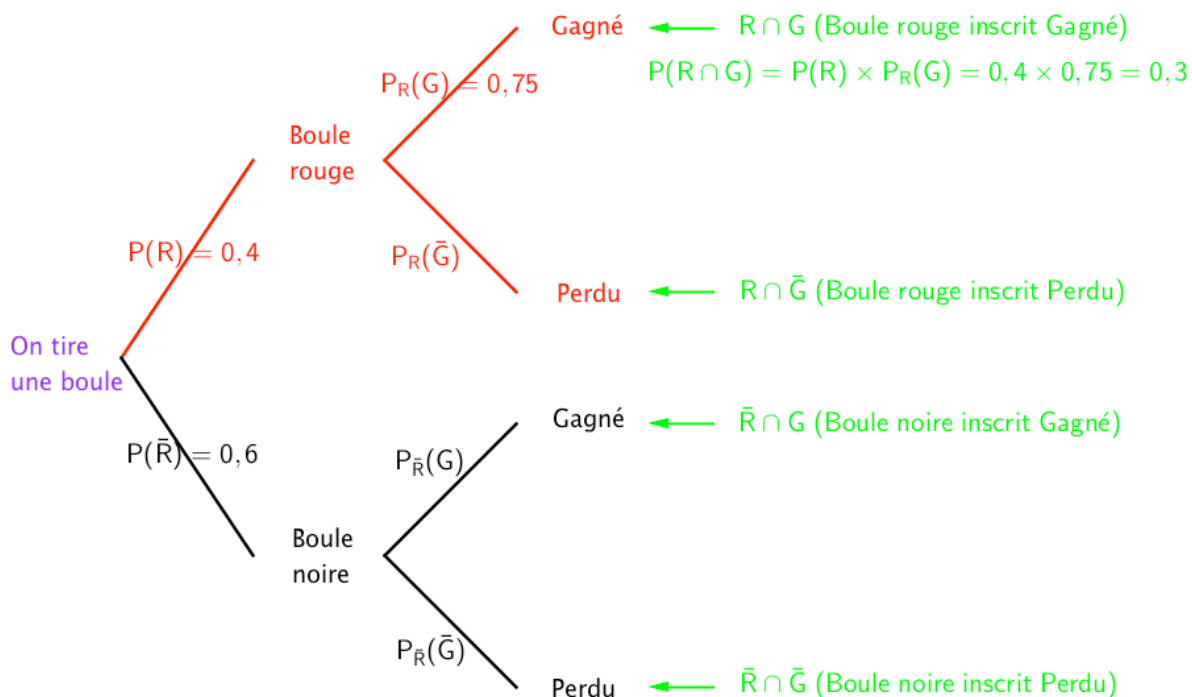 Gagné
R ∩ G (Boule rouge inscrit Gagné)
P_R(G) = 0,75
P(R ∩ G) = P(R) × P_R(G) = 0,4 × 0,75 = 0,3
Boule
rouge
P(R) = 0,4
P_R(Ḡ)
Perdu
R ∩ Ḡ (Boule rouge inscrit Perdu)
On tire
une boule
P(R̄) = 0,6
Gagné
R̄ ∩ G (Boule noire inscrit Gagné)
P_R̄(G)
Boule
noire
P_R̄(Ḡ)
Perdu
R̄ ∩ Ḡ (Boule noire inscrit Perdu)